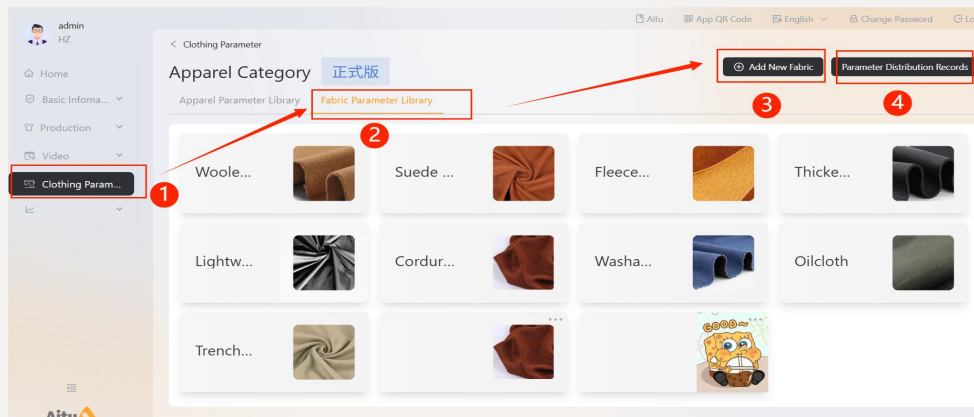 admin
HZ
Aitu
App QR Code
English
Change Password
Lo
Home
Basic Infoma...
Production
Video
Clothing Param...
1
Clothing Parameter
Apparel Category
正式版
Apparel Parameter Library
Fabric Parameter Library
2
Add New Fabric
3
Parameter Distribution Records
4
Woole...
Suede ...
Fleece...
Thicke...
Lightw...
Cordur...
Washa...
Oilcloth
Trench...
GOOD~
Aitu